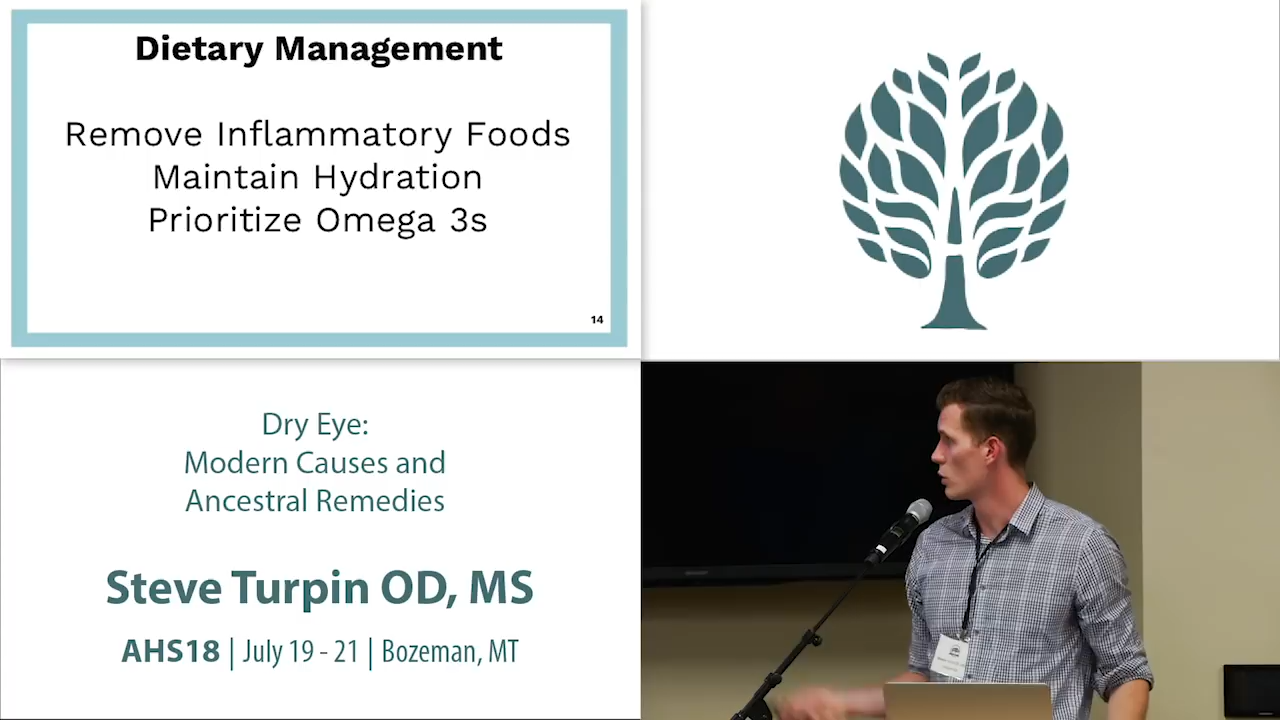 Dietary Management
Remove Inflammatory Foods
Maintain Hydration
Prioritize Omega 3s
14
Dry Eye:
Modern Causes and
Ancestral Remedies
Steve Turpin OD, MS
AHS18 | July 19 - 21 | Bozeman, MT